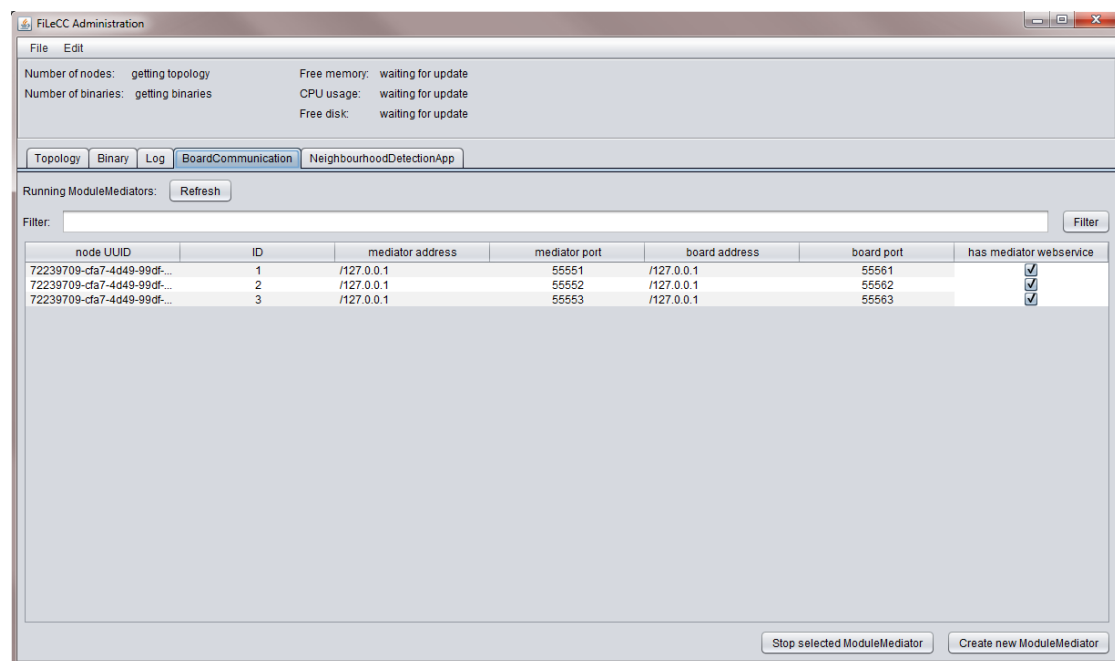 FiLeCC Administration
File Edit
Number of nodes: getting topology Free memory: waiting for update
Number of binaries: getting binaries CPU usage: waiting for update
Free disk: waiting for update
Topology Binary Log BoardCommunication NeighbourhoodDetectionApp
Running ModuleMediators: Refresh
Filter: Filter
node UUID ID mediator address mediator port board address board port has mediator webservice
72239709-cfa7-4d49-99df-... 1 /127.0.0.1 55551 /127.0.0.1 55561
72239709-cfa7-4d49-99df-... 2 /127.0.0.1 55552 /127.0.0.1 55562
72239709-cfa7-4d49-99df-... 3 /127.0.0.1 55553 /127.0.0.1 55563
Stop selected ModuleMediator Create new ModuleMediator